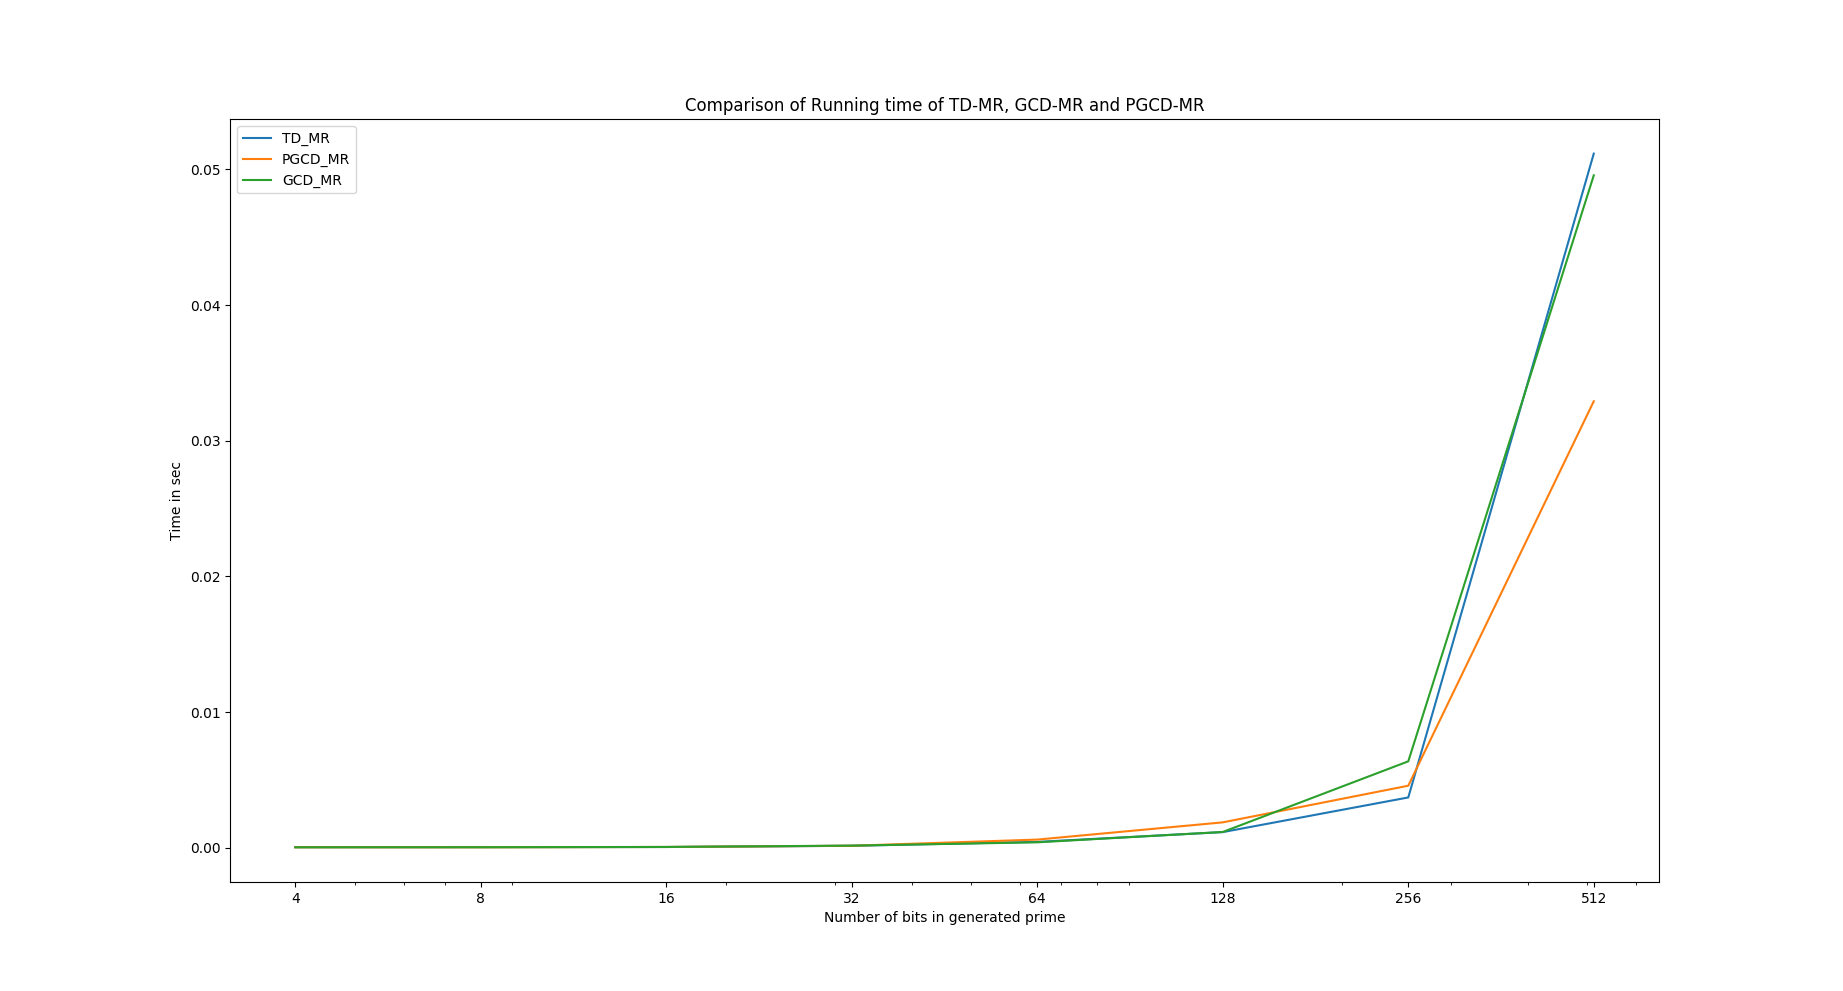 Comparison of Running time of TD-MR, GCD-MR and PGCD-MR
TD_MR
PGCD_MR
GCD_MR
0.05
0.04
0.03
0.02
0.01
0.00
Time in sec
4 8 16 32 64 128 256 512
Number of bits in generated prime